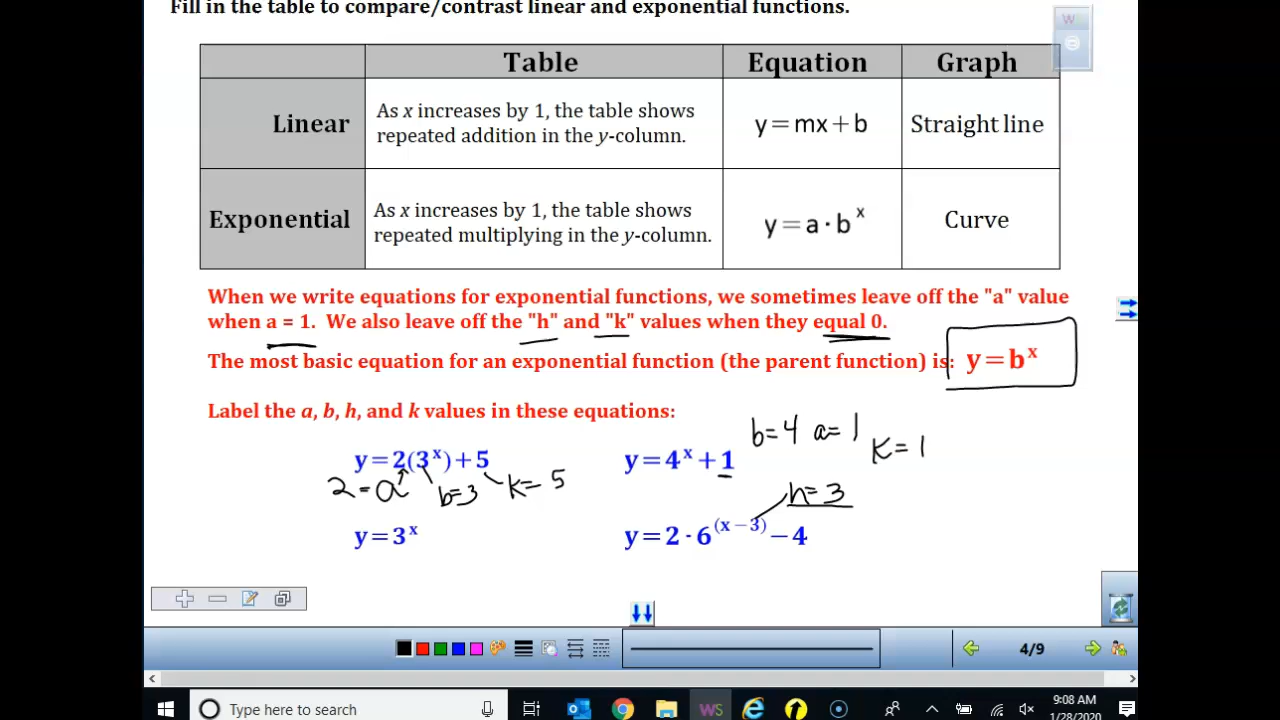 Fill in the table to compare/contrast linear and exponential functions.
W
Table Equation Graph
Linear
As x increases by 1, the table shows
repeated addition in the y-column.
y=mx+b
Straight line
Exponential
As x increases by 1, the table shows
repeated multiplying in the y-column.
y=a·bˣ
Curve
When we write equations for exponential functions, we sometimes leave off the "a" value
when a = 1. We also leave off the "h" and "k" values when they equal 0.
The most basic equation for an exponential function (the parent function) is: y=bˣ
Label the a, b, h, and k values in these equations:
b=4 a=1
K=1
y=2(3ˣ)+5
y=4ˣ+1
2=a b=3 k=5
h=3
y=3ˣ
y=2·6⁽ˣ⁻³⁾−4
4/9
Type here to search
WS
9:08 AM
1/28/2020